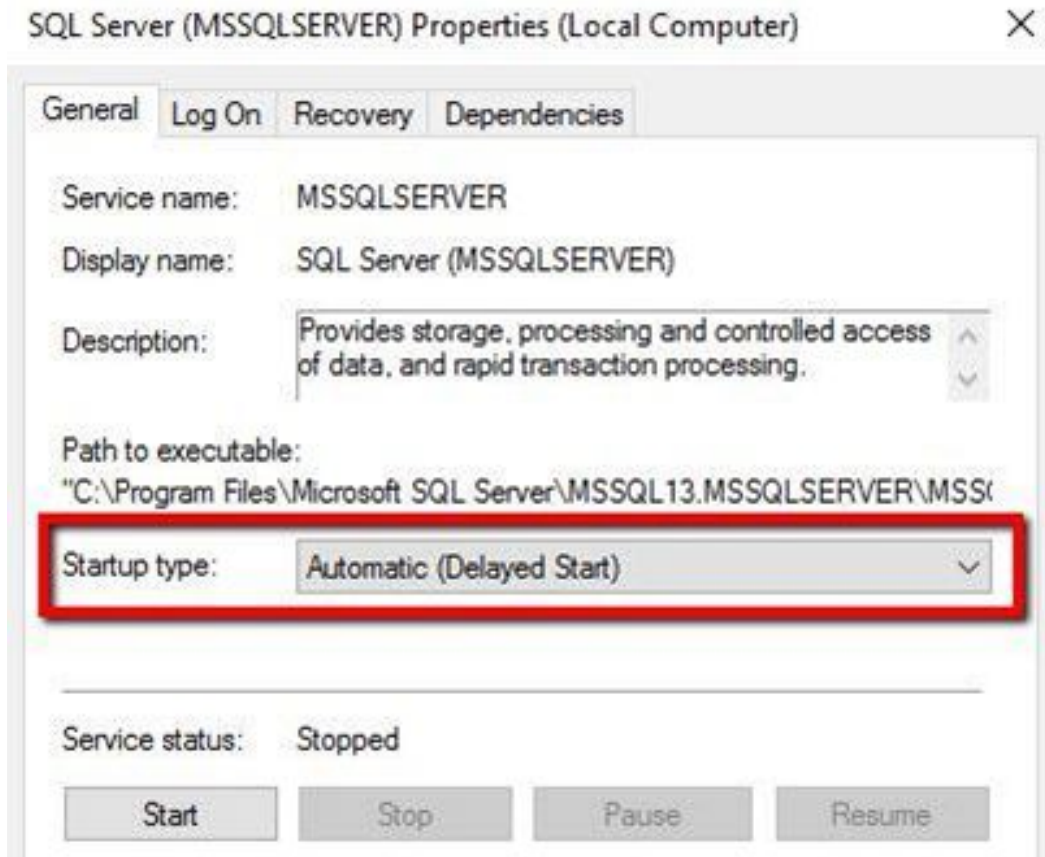 SQL Server (MSSQLSERVER) Properties (Local Computer)
General Log On Recovery Dependencies
Service name: MSSQLSERVER
Display name: SQL Server (MSSQLSERVER)
Description: Provides storage, processing and controlled access
of data, and rapid transaction processing.
Path to executable:
"C:\Program Files\Microsoft SQL Server\MSSQL13.MSSQLSERVER\MSS
Startup type: Automatic (Delayed Start)
Service status: Stopped
Start Stop Pause Resume